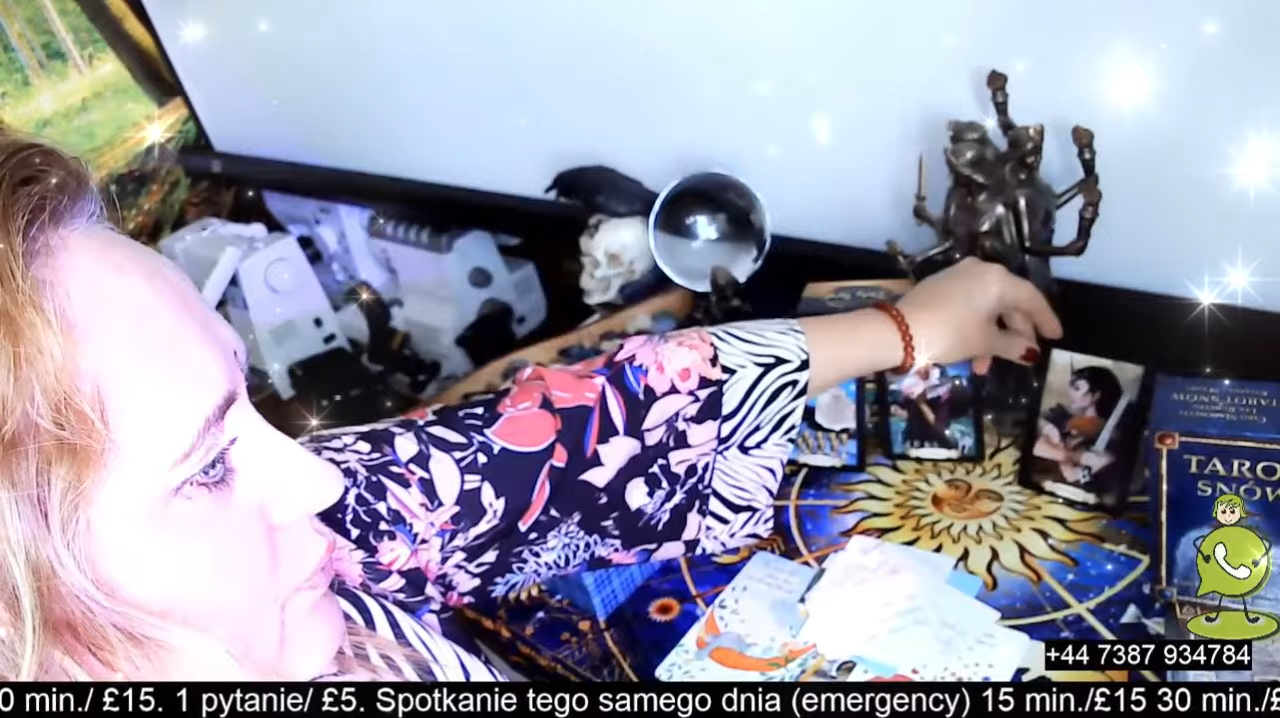 TARO
SNÓW
+44 7387 934784
0 min./ £15. 1 pytanie/ £5. Spotkanie tego samego dnia (emergency) 15 min./£15 30 min./£